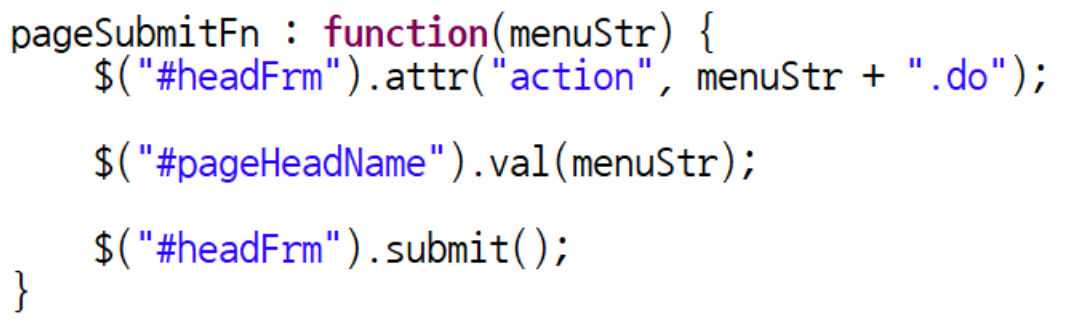 pageSubmitFn : function(menuStr) {
    $("#headFrm").attr("action", menuStr + ".do");
    $("#pageHeadName").val(menuStr);
    $("#headFrm").submit();
}